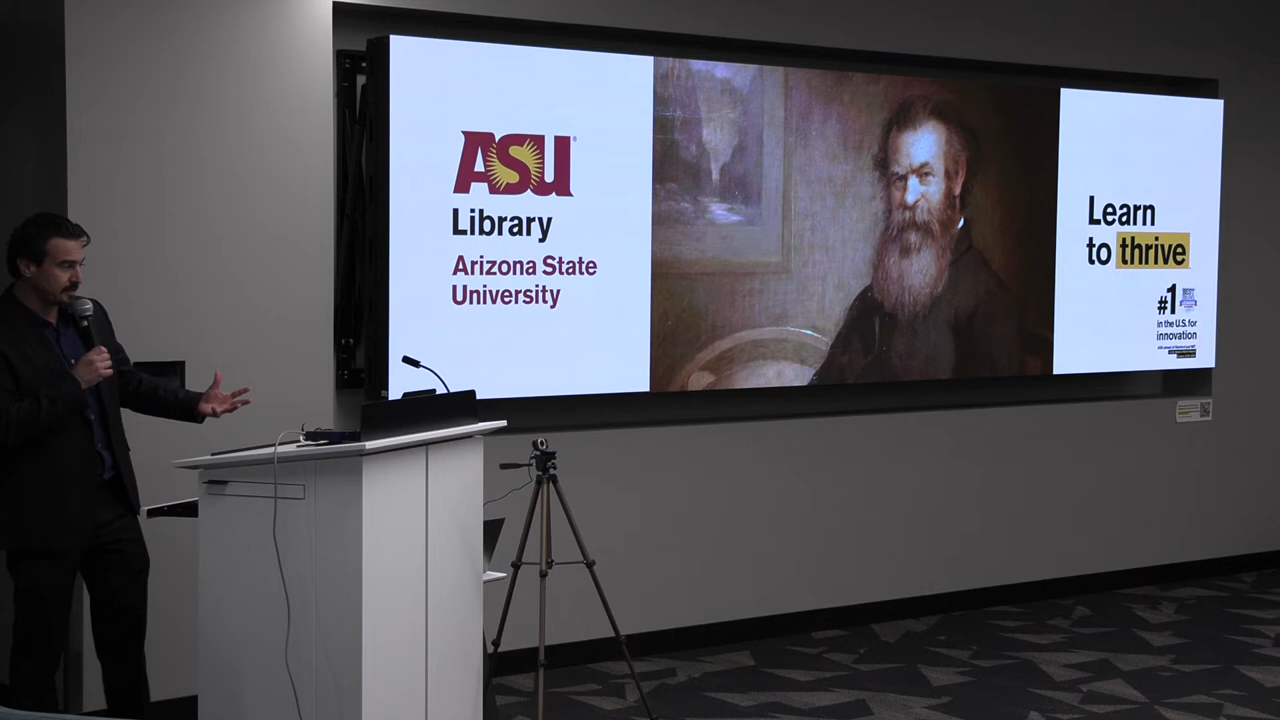 ASU
Library
Arizona State
University
Learn
to thrive
#1
in the U.S. for
innovation